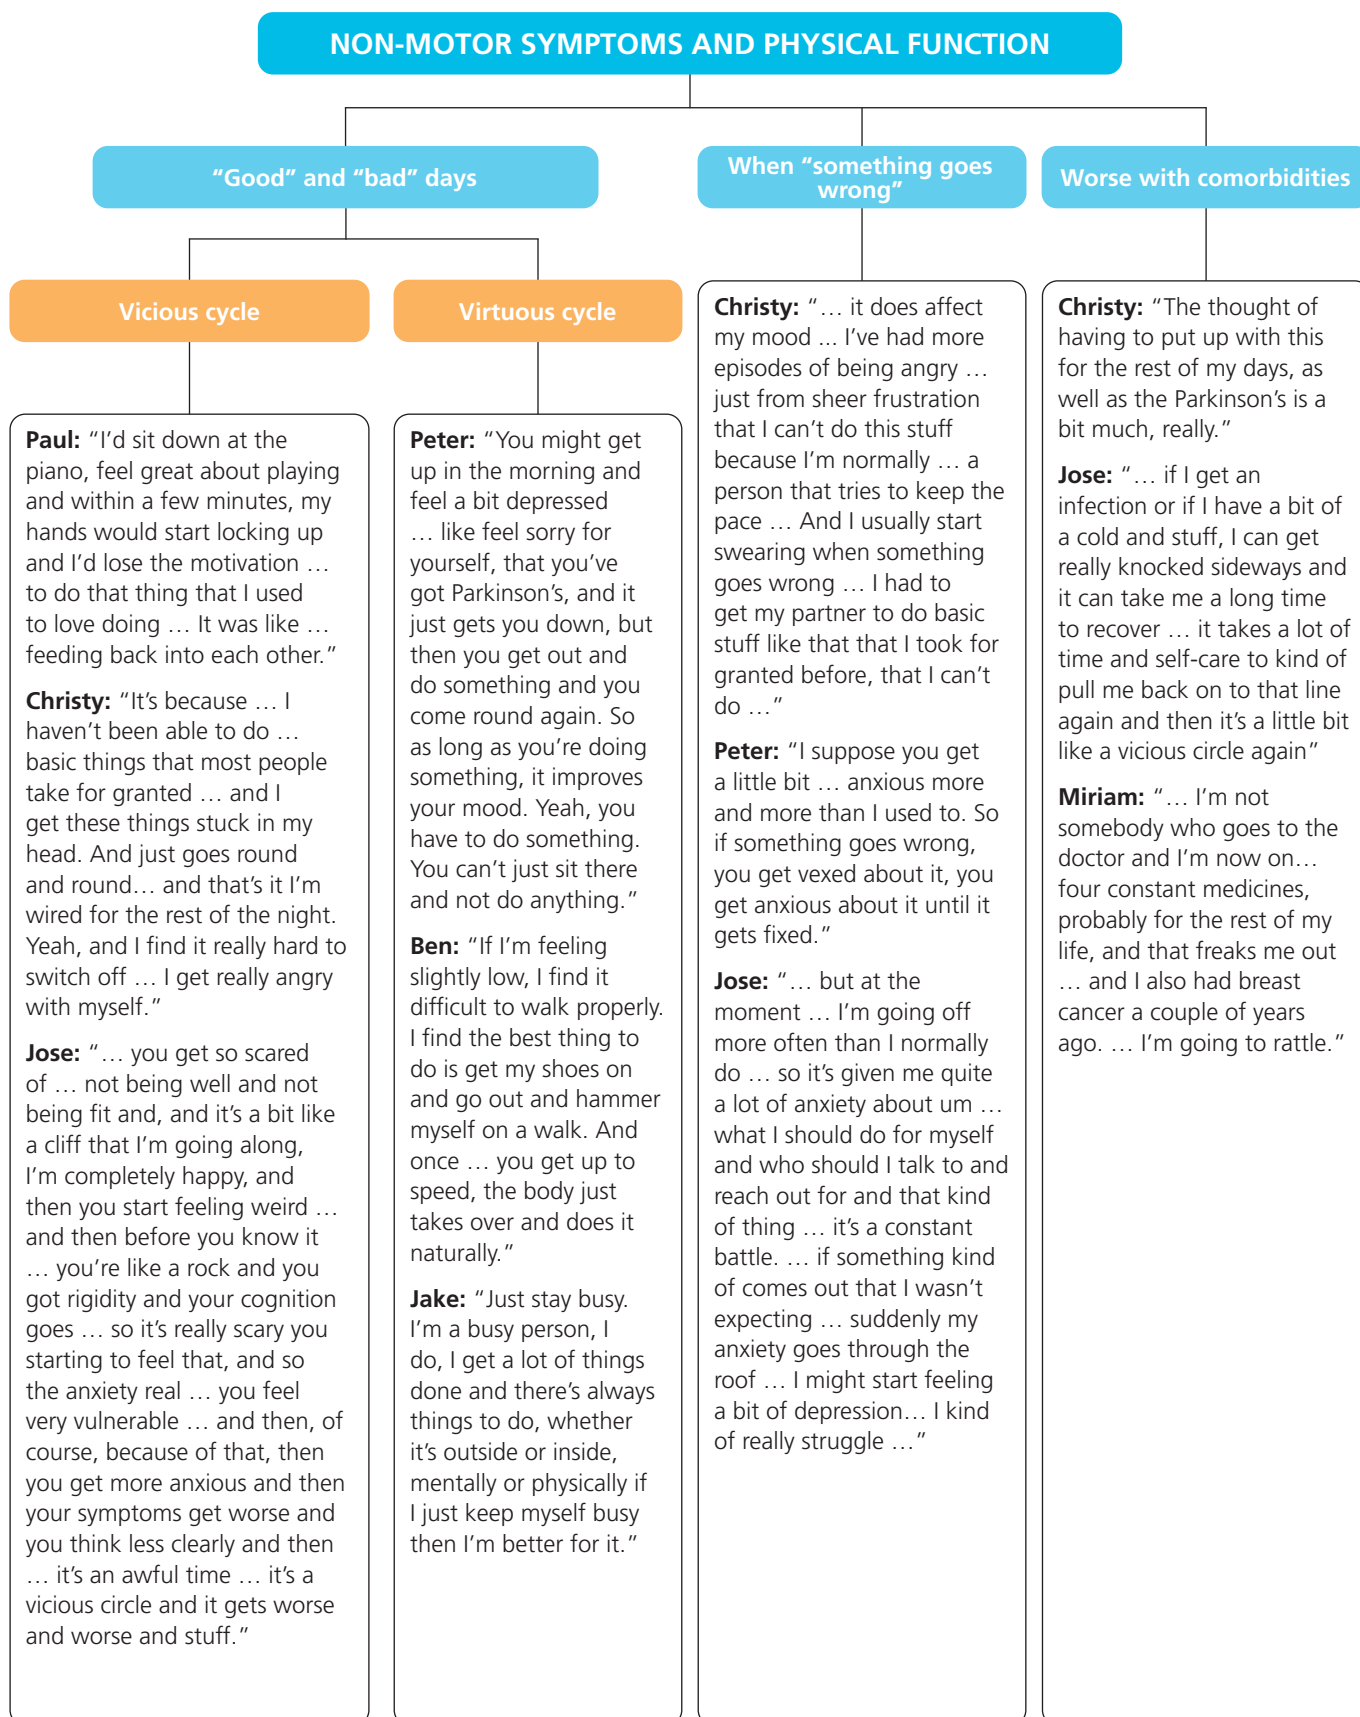 NON-MOTOR SYMPTOMS AND PHYSICAL FUNCTION
“Good” and “bad” days
When “something goes
wrong”
Worse with comorbidities
Vicious cycle
Virtuous cycle
Paul: “I’d sit down at the
piano, feel great about playing
and within a few minutes, my
hands would start locking up
and I’d lose the motivation …
to do that thing that I used
to love doing … It was like …
feeding back into each other.”
Christy: “It’s because … I
haven’t been able to do …
basic things that most people
take for granted … and I
get these things stuck in my
head. And just goes round
and round… and that’s it I’m
wired for the rest of the night.
Yeah, and I find it really hard to
switch off … I get really angry
with myself.”
Jose: “… you get so scared
of … not being well and not
being fit and, and it’s a bit like
a cliff that I’m going along,
I’m completely happy, and
then you start feeling weird …
and then before you know it
… you’re like a rock and you
got rigidity and your cognition
goes … so it’s really scary you
starting to feel that, and so
the anxiety real … you feel
very vulnerable … and then, of
course, because of that, then
you get more anxious and then
your symptoms get worse and
you think less clearly and then
… it’s an awful time … it’s a
vicious circle and it gets worse
and worse and stuff.”
Peter: “You might get
up in the morning and
feel a bit depressed
… like feel sorry for
yourself, that you’ve
got Parkinson’s, and it
just gets you down, but
then you get out and
do something and you
come round again. So
as long as you’re doing
something, it improves
your mood. Yeah, you
have to do something.
You can’t just sit there
and not do anything.”
Ben: “If I’m feeling
slightly low, I find it
difficult to walk properly.
I find the best thing to
do is get my shoes on
and go out and hammer
myself on a walk. And
once … you get up to
speed, the body just
takes over and does it
naturally.”
Jake: “Just stay busy.
I’m a busy person, I
do, I get a lot of things
done and there’s always
things to do, whether
it’s outside or inside,
mentally or physically if
I just keep myself busy
then I’m better for it.”
Christy: “… it does affect
my mood ... I’ve had more
episodes of being angry …
just from sheer frustration
that I can’t do this stuff
because I’m normally … a
person that tries to keep the
pace … And I usually start
swearing when something
goes wrong … I had to
get my partner to do basic
stuff like that that I took for
granted before, that I can’t
do …”
Peter: “I suppose you get
a little bit … anxious more
and more than I used to. So
if something goes wrong,
you get vexed about it, you
get anxious about it until it
gets fixed.”
Jose: “… but at the
moment … I’m going off
more often than I normally
do … so it’s given me quite
a lot of anxiety about um …
what I should do for myself
and who should I talk to and
reach out for and that kind
of thing … it’s a constant
battle. … if something kind
of comes out that I wasn’t
expecting … suddenly my
anxiety goes through the
roof … I might start feeling
a bit of depression… I kind
of really struggle …”
Christy: “The thought of
having to put up with this
for the rest of my days, as
well as the Parkinson’s is a
bit much, really.”
Jose: “… if I get an
infection or if I have a bit of
a cold and stuff, I can get
really knocked sideways and
it can take me a long time
to recover … it takes a lot of
time and self-care to kind of
pull me back on to that line
again and then it’s a little bit
like a vicious circle again”
Miriam: “… I’m not
somebody who goes to the
doctor and I’m now on…
four constant medicines,
probably for the rest of my
life, and that freaks me out
… and I also had breast
cancer a couple of years
ago. … I’m going to rattle.”